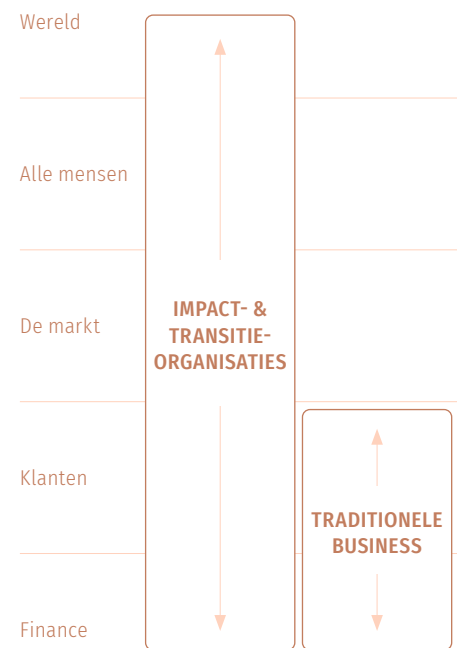 Wereld
Alle mensen
De markt
IMPACT- &
TRANSITIE-
ORGANISATIES
Klanten
TRADITIONELE
BUSINESS
Finance